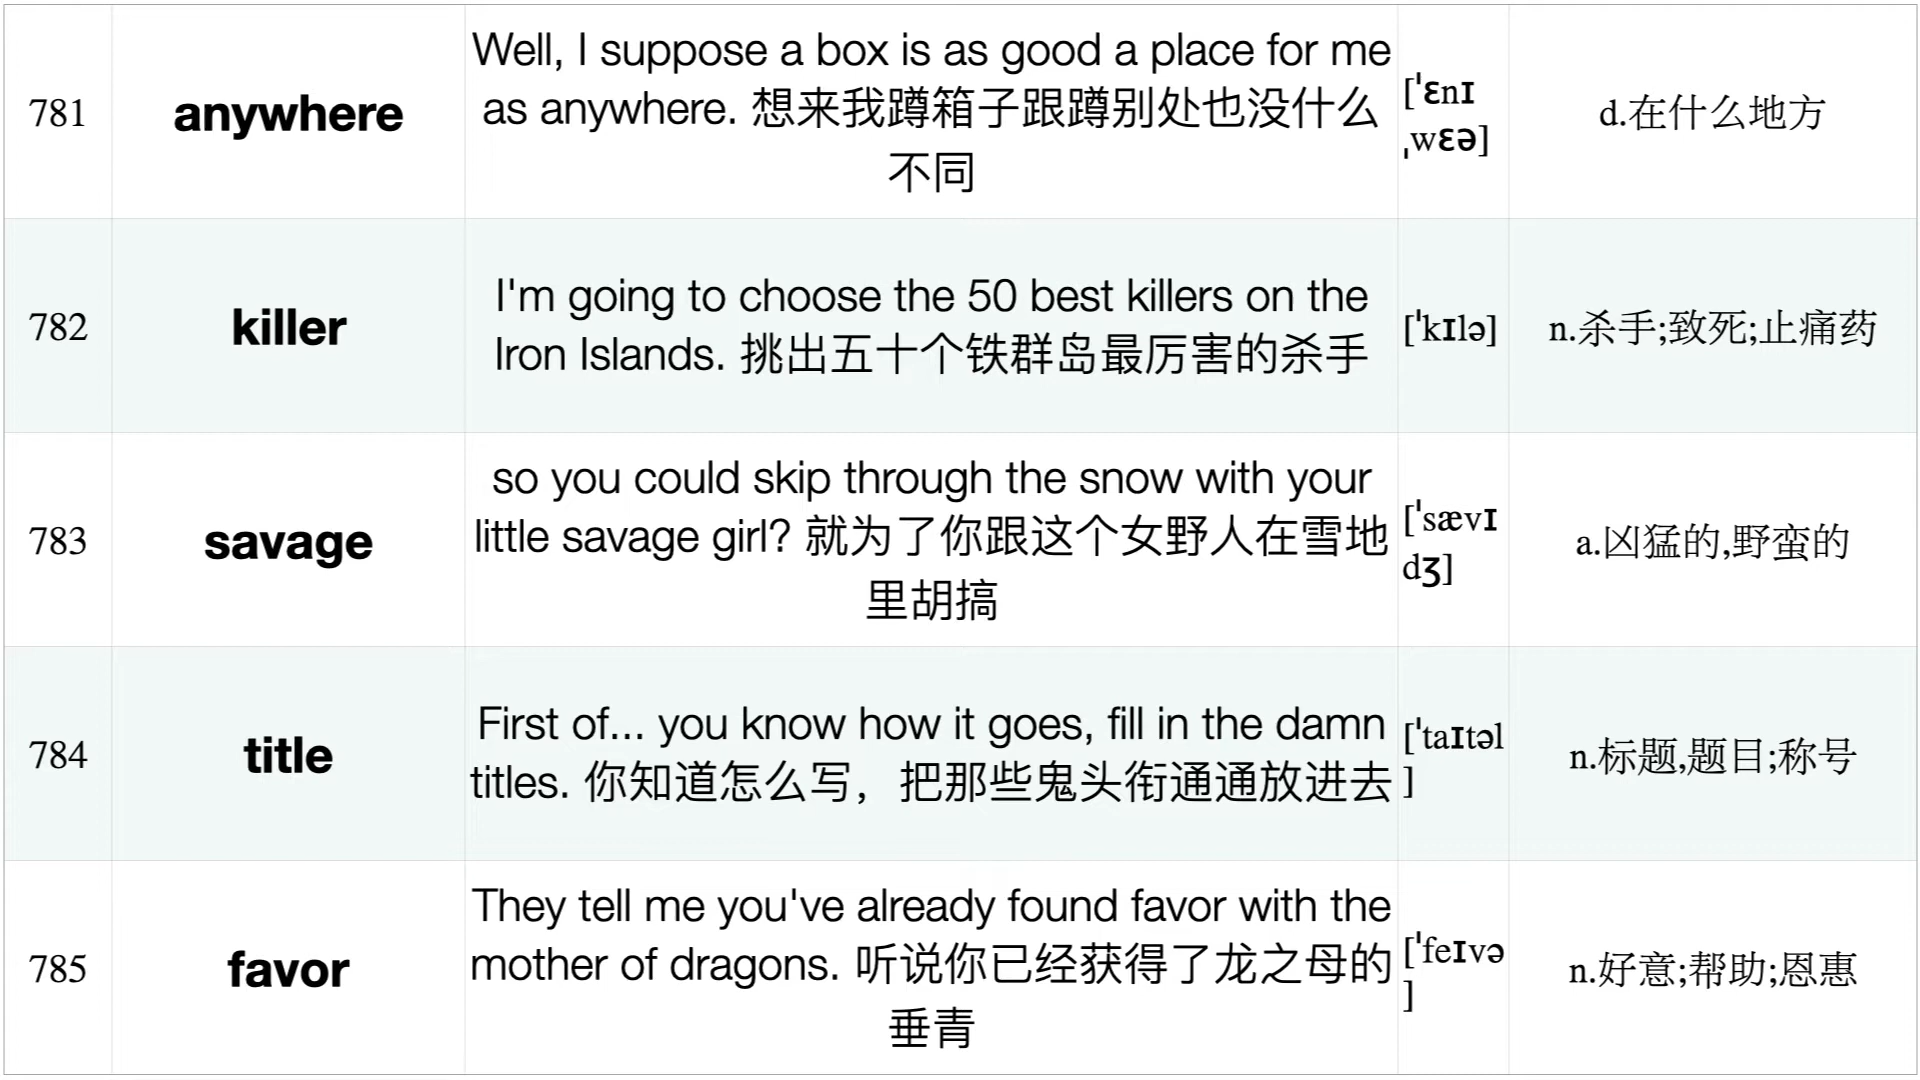 781
anywhere
Well, I suppose a box is as good a place for me
as anywhere. 想来我蹲箱子跟蹲别处也没什么
不同
[ˈɛnɪ
ˌwɛə]
d.在什么地方
782
killer
I'm going to choose the 50 best killers on the
Iron Islands. 挑出五十个铁群岛最厉害的杀手
[ˈkɪlə]
n.杀手;致死;止痛药
783
savage
so you could skip through the snow with your
little savage girl? 就为了你跟这个女野人在雪地
里胡搞
[ˈsævɪ
dʒ]
a.凶猛的,野蛮的
784
title
First of... you know how it goes, fill in the damn
titles. 你知道怎么写，把那些鬼头衔通通放进去
[ˈtaɪtəl
]
n.标题,题目;称号
785
favor
They tell me you've already found favor with the
mother of dragons. 听说你已经获得了龙之母的
垂青
[ˈfeɪvə
]
n.好意;帮助;恩惠